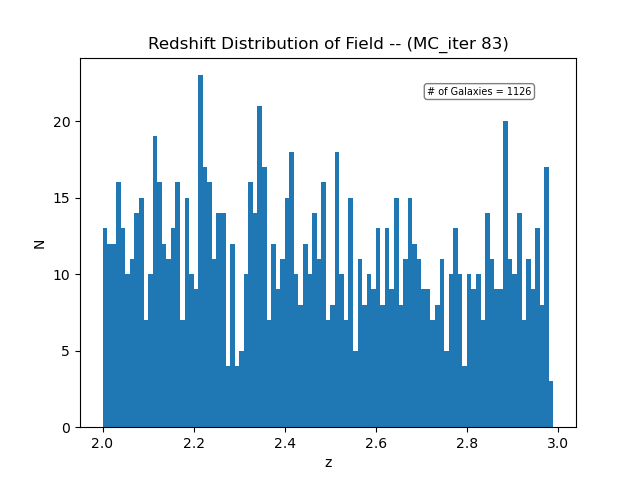 Redshift Distribution of Field -- (MC_iter 83)
# of Galaxies = 1126
N
20
15
10
5
0
2.0 2.2 2.4 2.6 2.8 3.0
z